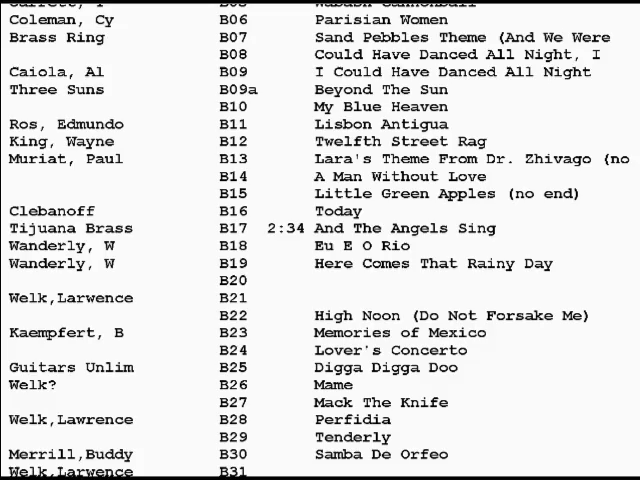 B05 Wabash Cannonball
Coleman, Cy B06 Parisian Women
Brass Ring B07 Sand Pebbles Theme (And We Were
B08 Could Have Danced All Night, I
Caiola, Al B09 I Could Have Danced All Night
Three Suns B09a Beyond The Sun
B10 My Blue Heaven
Ros, Edmundo B11 Lisbon Antigua
King, Wayne B12 Twelfth Street Rag
Muriat, Paul B13 Lara's Theme From Dr. Zhivago (no
B14 A Man Without Love
B15 Little Green Apples (no end)
Clebanoff B16 Today
Tijuana Brass B17 2:34 And The Angels Sing
Wanderly, W B18 Eu E O Rio
Wanderly, W B19 Here Comes That Rainy Day
B20
Welk,Larwence B21
B22 High Noon (Do Not Forsake Me)
Kaempfert, B B23 Memories of Mexico
B24 Lover's Concerto
Guitars Unlim B25 Digga Digga Doo
Welk? B26 Mame
B27 Mack The Knife
Welk,Lawrence B28 Perfidia
B29 Tenderly
Merrill,Buddy B30 Samba De Orfeo
Welk,Larwence B31